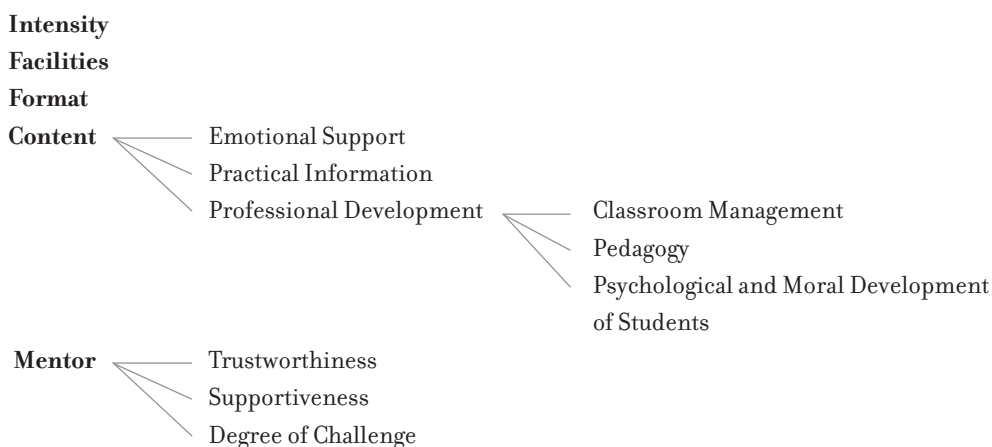 Intensity
Facilities
Format
Content
Emotional Support
Practical Information
Professional Development
Classroom Management
Pedagogy
Psychological and Moral Development
of Students
Mentor
Trustworthiness
Supportiveness
Degree of Challenge